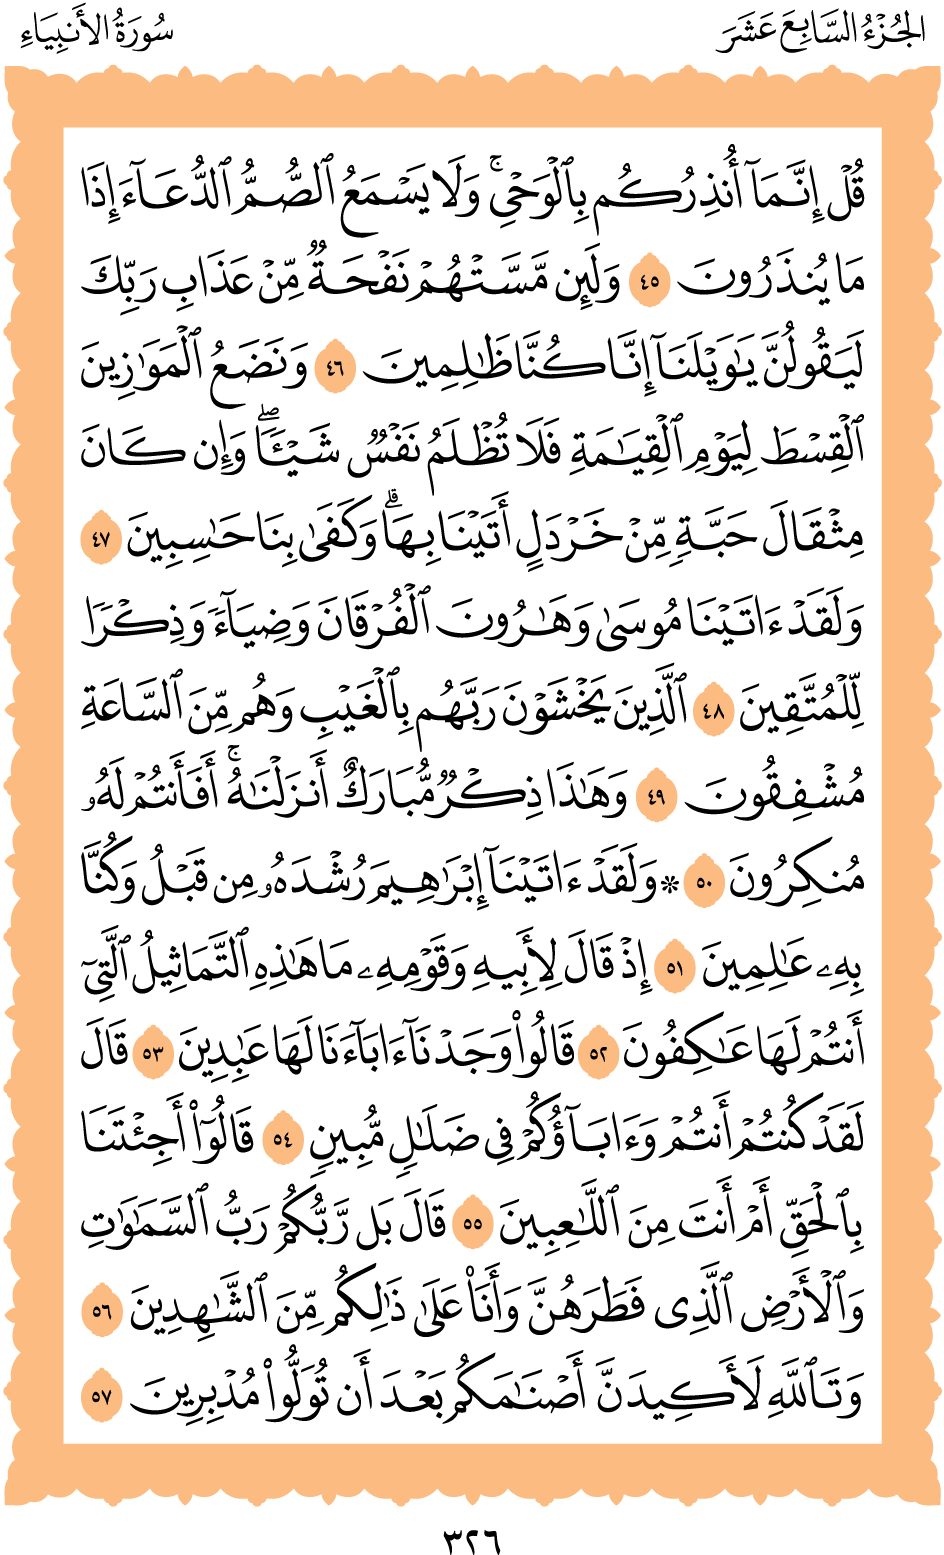 الجُزْءُ السَّابِعَ عَشَرَ
سُورَةُ الأَنبِيَاءِ
قُلۡ إِنَّمَآ أُنذِرُكُم بِٱلۡوَحۡيِۚ وَلَا يَسۡمَعُ ٱلصُّمُّ ٱلدُّعَآءَ إِذَا
مَا يُنذَرُونَ ٤٥ وَلَئِن مَّسَّتۡهُمۡ نَفۡحَةٞ مِّنۡ عَذَابِ رَبِّكَ
لَيَقُولُنَّ يَٰوَيۡلَنَآ إِنَّا كُنَّا ظَٰلِمِينَ ٤٦ وَنَضَعُ ٱلۡمَوَٰزِينَ
ٱلۡقِسۡطَ لِيَوۡمِ ٱلۡقِيَٰمَةِ فَلَا تُظۡلَمُ نَفۡسٞ شَيۡـٔٗاۖ وَإِن كَانَ
مِثۡقَالَ حَبَّةٖ مِّنۡ خَرۡدَلٍ أَتَيۡنَا بِهَاۗ وَكَفَىٰ بِنَا حَٰسِبِينَ ٤٧
وَلَقَدۡ ءَاتَيۡنَا مُوسَىٰ وَهَٰرُونَ ٱلۡفُرۡقَانَ وَضِيَآءٗ وَذِكۡرٗا
لِّلۡمُتَّقِينَ ٤٨ ٱلَّذِينَ يَخۡشَوۡنَ رَبَّهُم بِٱلۡغَيۡبِ وَهُم مِّنَ ٱلسَّاعَةِ
مُشۡفِقُونَ ٤٩ وَهَٰذَا ذِكۡرٞ مُّبَارَكٌ أَنزَلۡنَٰهُۚ أَفَأَنتُمۡ لَهُۥ
مُنكِرُونَ ٥٠ ۞ وَلَقَدۡ ءَاتَيۡنَآ إِبۡرَٰهِيمَ رُشۡدَهُۥ مِن قَبۡلُ وَكُنَّا
بِهِۦ عَٰلِمِينَ ٥١ إِذۡ قَالَ لِأَبِيهِ وَقَوۡمِهِۦ مَا هَٰذِهِ ٱلتَّمَاثِيلُ ٱلَّتِيٓ
أَنتُمۡ لَهَا عَٰكِفُونَ ٥٢ قَالُواْ وَجَدۡنَآ ءَابَآءَنَا لَهَا عَٰبِدِينَ ٥٣ قَالَ
لَقَدۡ كُنتُمۡ أَنتُمۡ وَءَابَآؤُكُمۡ فِي ضَلَٰلٖ مُّبِينٖ ٥٤ قَالُوٓاْ أَجِئۡتَنَا
بِٱلۡحَقِّ أَمۡ أَنتَ مِنَ ٱللَّٰعِبِينَ ٥٥ قَالَ بَل رَّبُّكُمۡ رَبُّ ٱلسَّمَٰوَٰتِ
وَٱلۡأَرۡضِ ٱلَّذِي فَطَرَهُنَّ وَأَنَا۠ عَلَىٰ ذَٰلِكُم مِّنَ ٱلشَّٰهِدِينَ ٥٦
وَتَٱللَّهِ لَأَكِيدَنَّ أَصۡنَٰمَكُم بَعۡدَ أَن تُوَلُّواْ مُدۡبِرِينَ ٥٧
٣٢٦